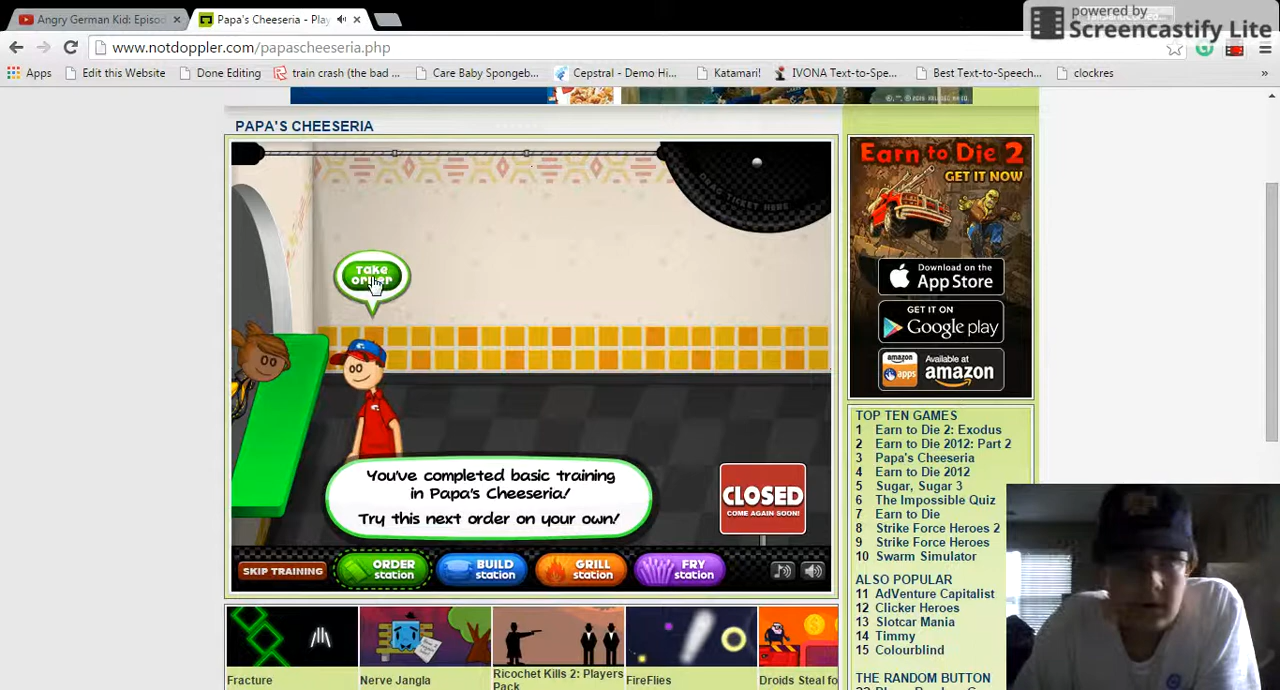 Angry German Kid: Episod
Papa's Cheeseria - Play
powered by
Screencastify Lite
www.notdoppler.com/papascheeseria.php
Apps
Edit this Website
Done Editing
train crash (the bad ...
Care Baby Spongeb...
Cepstral - Demo Hi...
Katamari!
IVONA Text-to-Spe...
Best Text-to-Speech...
clockres
»
PAPA'S CHEESERIA
DRAG TICKET HERE
Take
order
You've completed basic training
in Papa's Cheeseria!
Try this next order on your own!
CLOSED
COME AGAIN SOON!
SKIP TRAINING
ORDER
station
BUILD
station
GRILL
station
FRY
station
Fracture
Nerve Jangla
Ricochet Kills 2: Players
Pack
FireFlies
Droids Steal fo
Earn to Die 2
GET IT NOW
Download on the
App Store
GET IT ON
Google play
amazon
apps
Available at
amazon
TOP TEN GAMES
1 Earn to Die 2: Exodus
2 Earn to Die 2012: Part 2
3 Papa's Cheeseria
4 Earn to Die 2012
5 Sugar, Sugar 3
6 The Impossible Quiz
7 Earn to Die
8 Strike Force Heroes 2
9 Strike Force Heroes
10 Swarm Simulator
ALSO POPULAR
11 AdVenture Capitalist
12 Clicker Heroes
13 Slotcar Mania
14 Timmy
15 Colourblind
THE RANDOM BUTTON